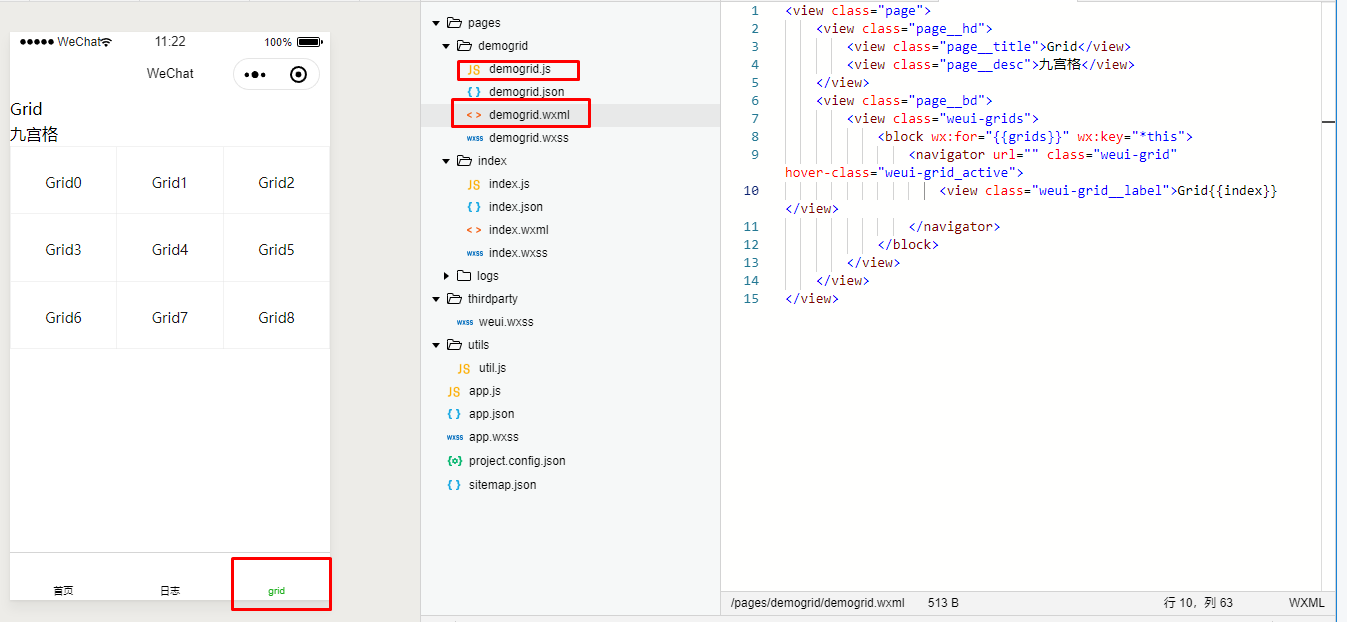 ●●●●● WeChat 11:22 100%
WeChat
Grid
九宫格
Grid0 Grid1 Grid2
Grid3 Grid4 Grid5
Grid6 Grid7 Grid8
首页 日志 grid
pages
demogrid
JS demogrid.js
{ } demogrid.json
< > demogrid.wxml
wxss demogrid.wxss
index
JS index.js
{ } index.json
< > index.wxml
wxss index.wxss
logs
thirdparty
wxss weui.wxss
utils
JS util.js
JS app.js
{ } app.json
wxss app.wxss
{o} project.config.json
{ } sitemap.json
1 <view class="page">
2 <view class="page__hd">
3 <view class="page__title">Grid</view>
4 <view class="page__desc">九宫格</view>
5 </view>
6 <view class="page__bd">
7 <view class="weui-grids">
8 <block wx:for="{{grids}}" wx:key="*this">
9 <navigator url="" class="weui-grid"
hover-class="weui-grid_active">
10 <view class="weui-grid__label">Grid{{index}}
</view>
11 </navigator>
12 </block>
13 </view>
14 </view>
15 </view>
/pages/demogrid/demogrid.wxml 513 B 行 10，列 63 WXML